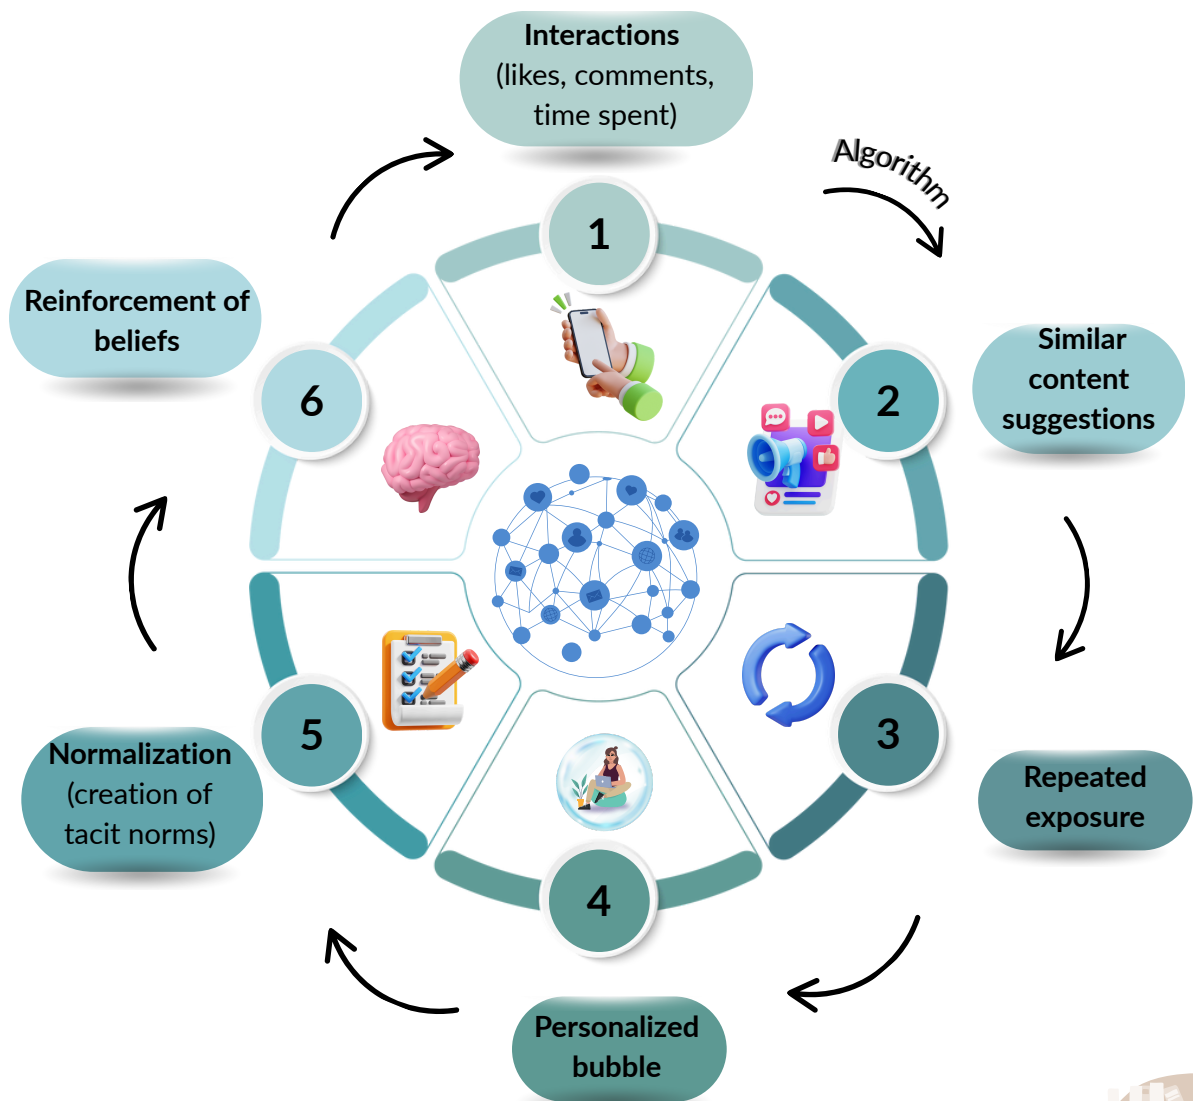 Interactions
(likes, comments,
time spent)
Algorithm
1
Reinforcement of
beliefs
Similar
content
suggestions
6
2
5
3
Normalization
(creation of
tacit norms)
Repeated
exposure
4
Personalized
bubble